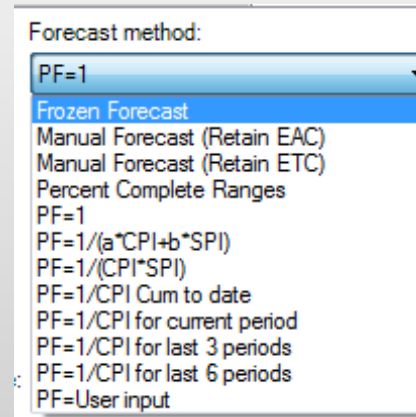 Forecast method:
PF=1
Frozen Forecast
Manual Forecast (Retain EAC)
Manual Forecast (Retain ETC)
Percent Complete Ranges
PF=1
PF=1/(a*CPI+b*SPI)
PF=1/(CPI*SPI)
PF=1/CPI Cum to date
PF=1/CPI for current period
PF=1/CPI for last 3 periods
PF=1/CPI for last 6 periods
PF=User input